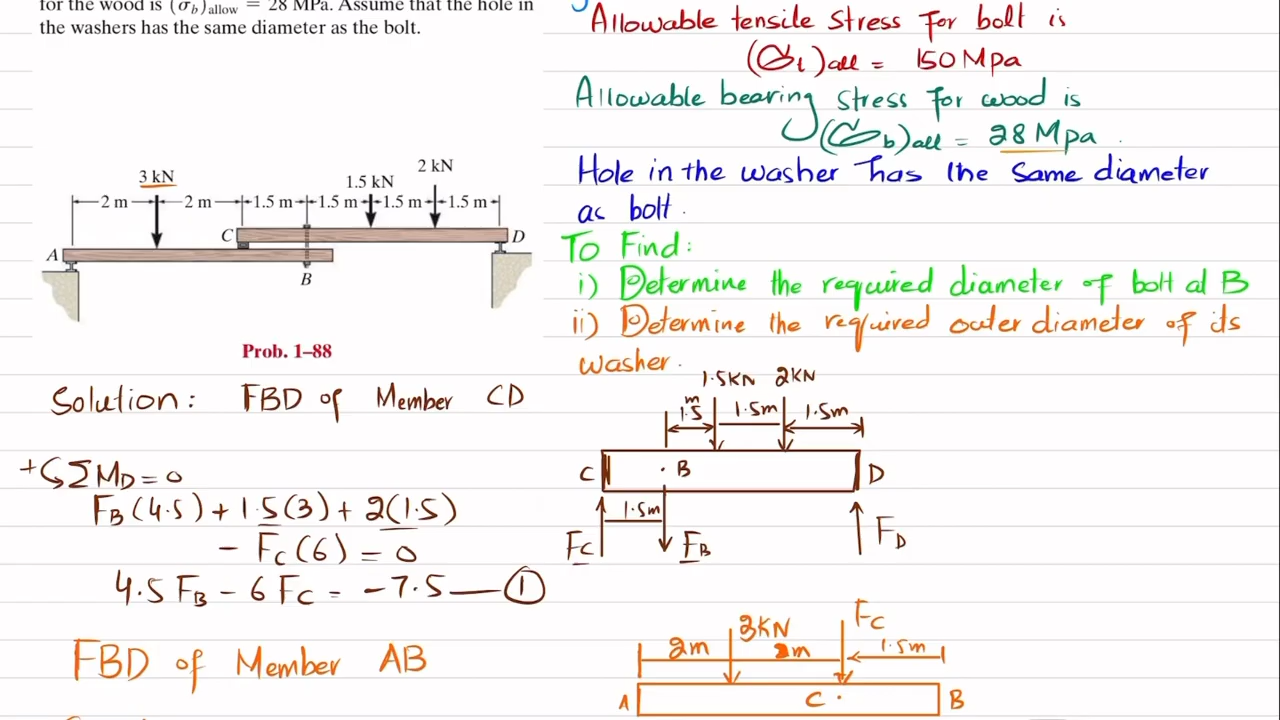 for the wood is (σb)allow = 28 MPa. Assume that the hole in
the washers has the same diameter as the bolt.
3 kN
1.5 kN
2 kN
2 m
2 m
1.5 m
1.5 m
1.5 m
1.5 m
C
D
A
B
Prob. 1–88
Allowable tensile stress for bolt is
(σt)all = 150 Mpa
Allowable bearing stress for wood is
(σb)all = 28 Mpa.
Hole in the washer has the same diameter
as bolt.
To Find:
i) Determine the required diameter of bolt at B
ii) Determine the required outer diameter of its
washer.
Solution: FBD of Member CD
+↺ΣMD=0
FB(4.5)+1.5(3)+2(1.5)
- Fc(6) = 0
4.5 FB - 6 Fc = -7.5 — ①
1.5KN 2KN
1.5 m 1.5m 1.5m
C . B D
1.5m
Fc FB FD
FBD of Member AB
3KN Fc
2m 2m 1.5m
A C . B